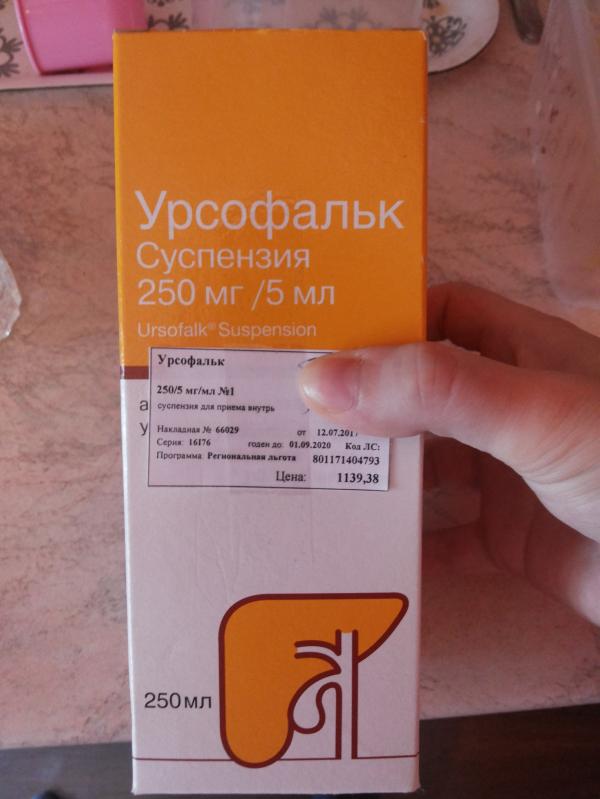 Урсофальк
Суспензия
250 мг /5 мл
Ursofalk® Suspension
Урсофальк
250/5 мг/мл №1
суспензия для приема внутрь
Накладная № 66029 от 12.07.2017
Серия: 16I76 годен до: 01.09.2020 Код ЛС:
Программа: Региональная льгота 801171404793
Цена: 1139,38
250мл